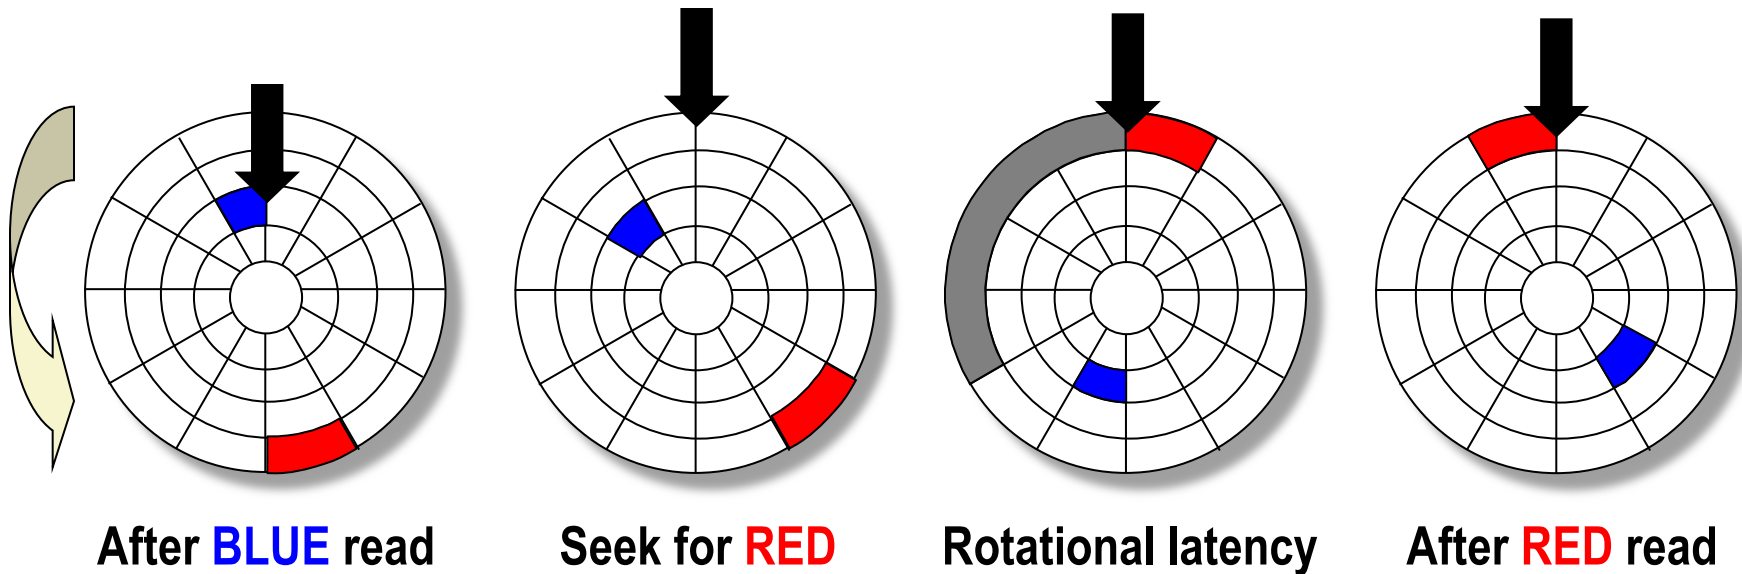 After BLUE read
Seek for RED
Rotational latency
After RED read